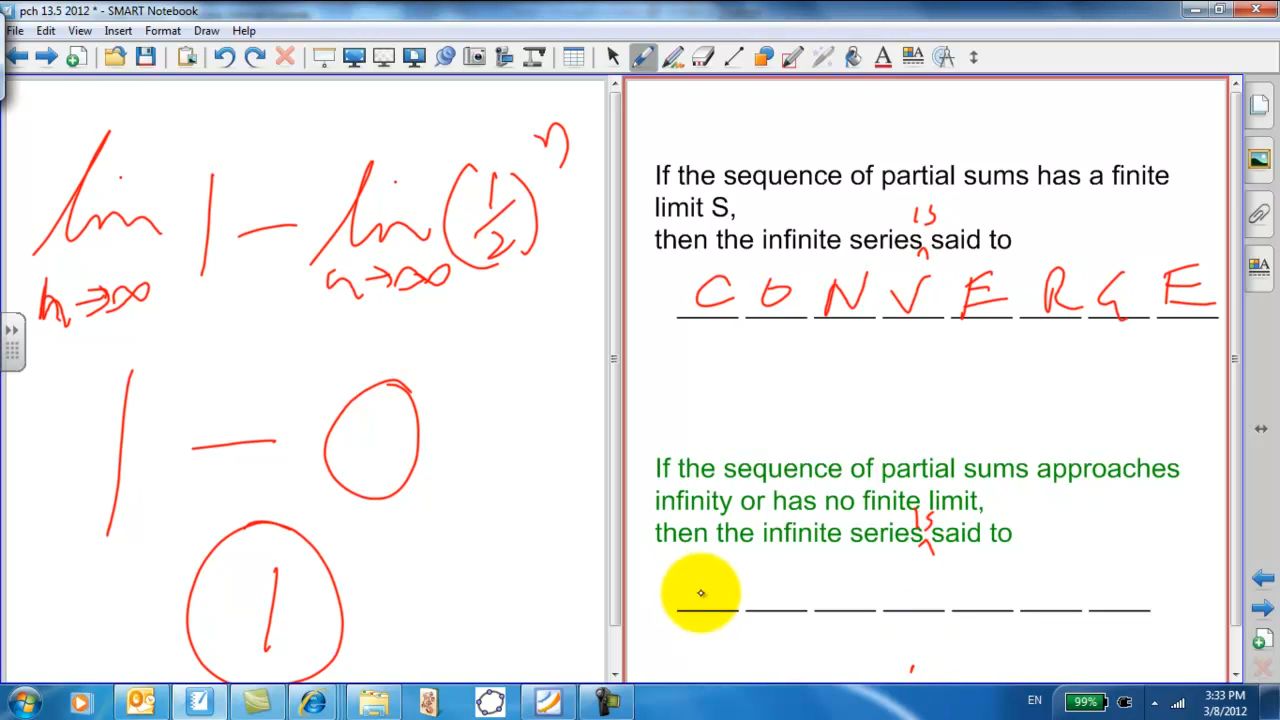 pch 13.5 2012 * - SMART Notebook
File Edit View Insert Format Draw Help
lim 1 - lim (1/2)^n
n→∞ n→∞
1 - 0
1
If the sequence of partial sums has a finite
limit S,
is
then the infinite series ^ said to
C O N V E R G E
If the sequence of partial sums approaches
infinity or has no finite limit,
is
then the infinite series ^ said to
EN 99% 3:33 PM
3/8/2012